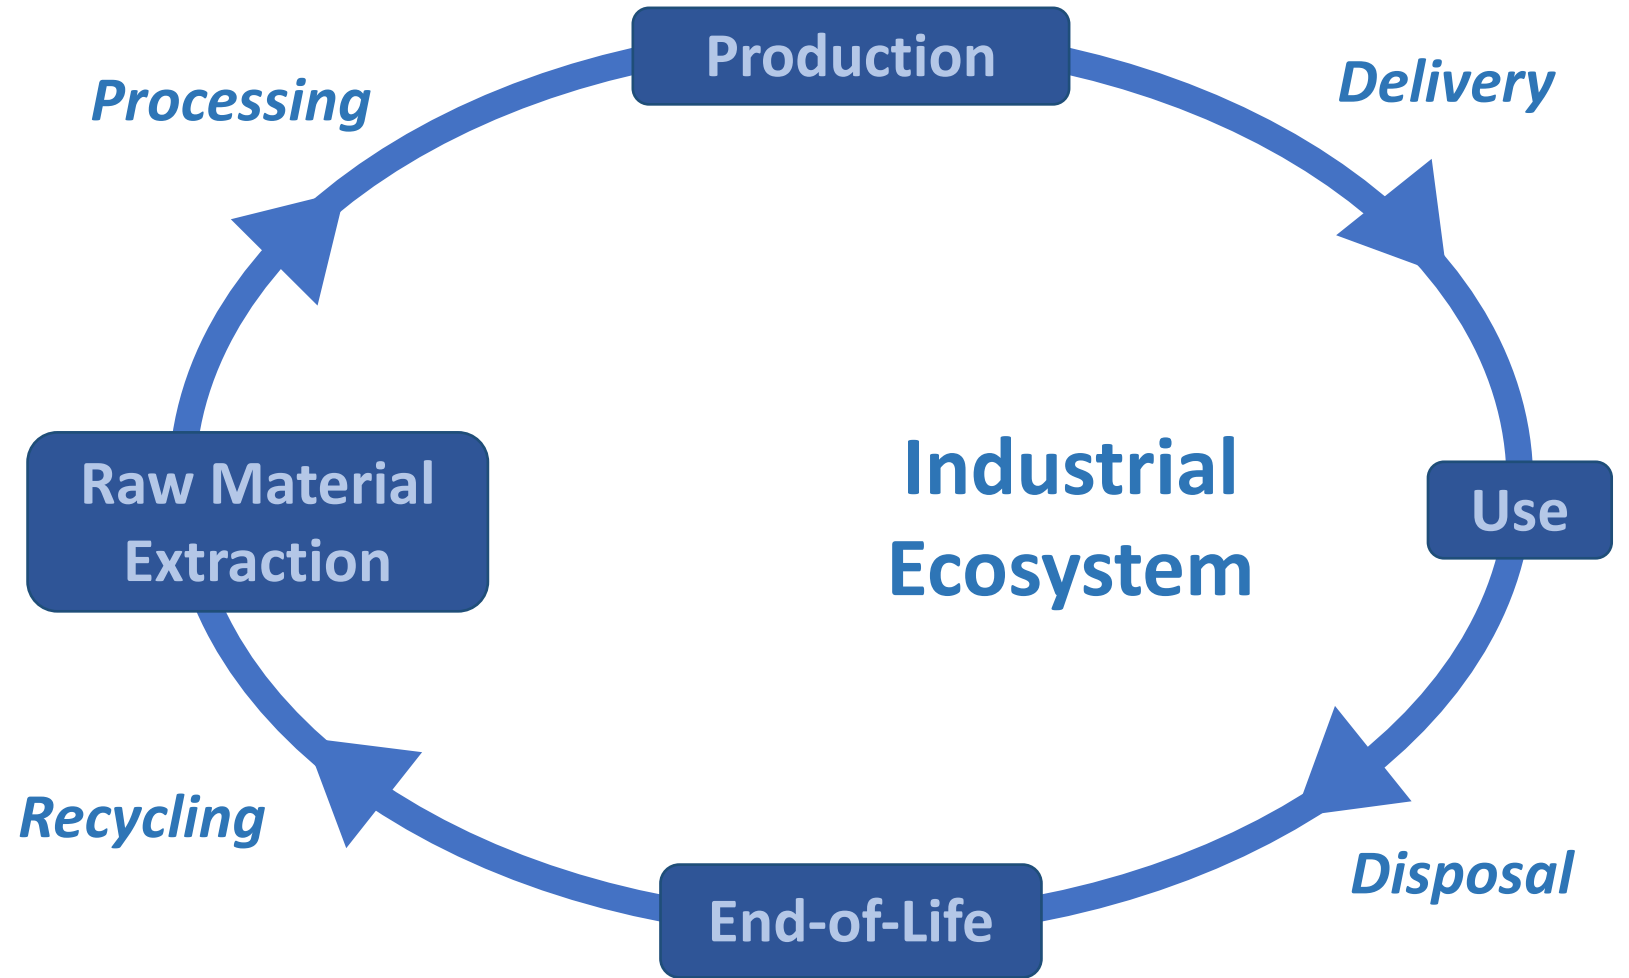 Production
Processing
Delivery
Raw Material
Extraction
Industrial
Ecosystem
Use
Recycling
Disposal
End-of-Life